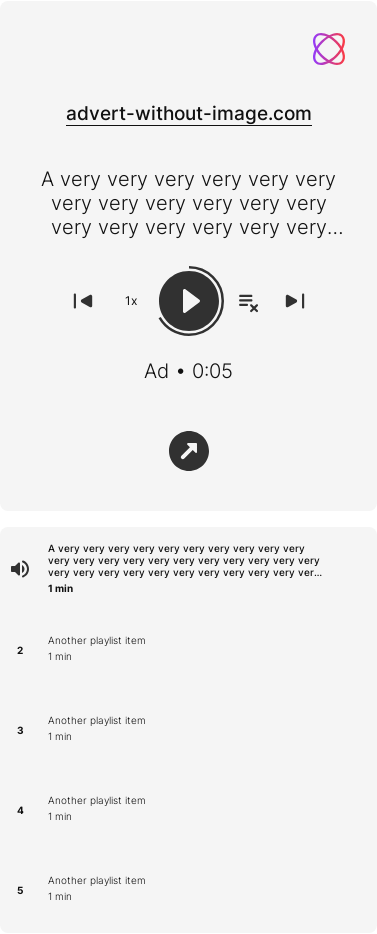 advert-without-image.com
A very very very very very very
very very very very very very
very very very very very very...
1x
Ad • 0:05
A very very very very very very very very very very
very very very very very very very very very very very
very very very very very very very very very very ver...
1 min
2
Another playlist item
1 min
3
Another playlist item
1 min
4
Another playlist item
1 min
5
Another playlist item
1 min